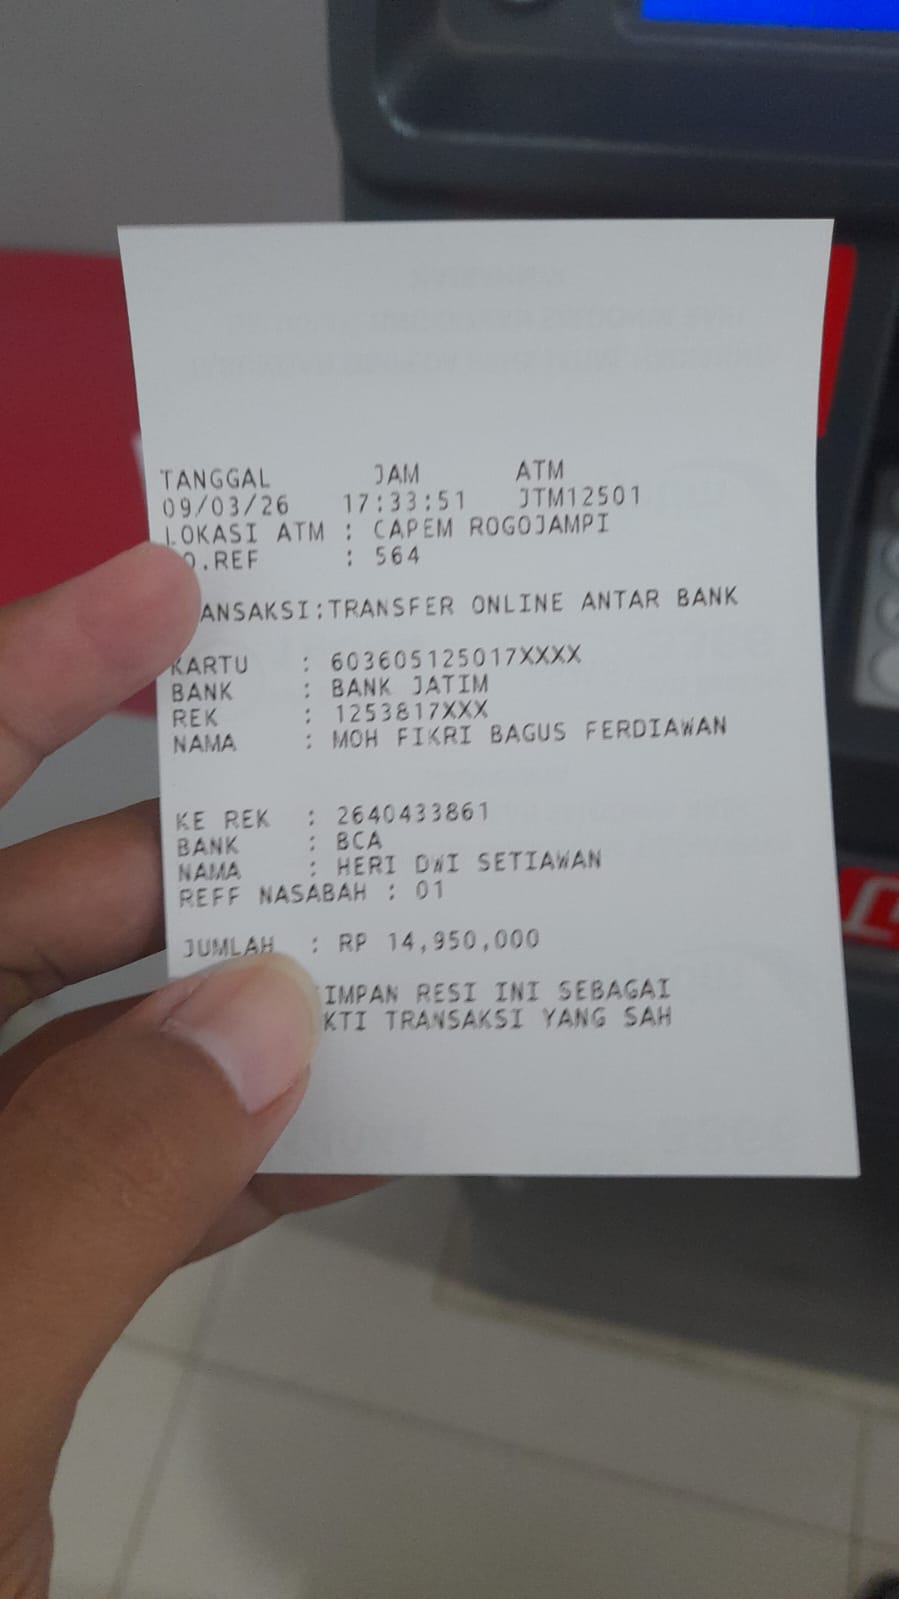 TANGGAL JAM ATM
09/03/26 17:33:51 JTM12501
LOKASI ATM : CAPEM ROGOJAMPI
O.REF : 564
ANSAKSI:TRANSFER ONLINE ANTAR BANK
KARTU : 603605125017XXXX
BANK : BANK JATIM
REK : 1253817XXX
NAMA : MOH FIKRI BAGUS FERDIAWAN
KE REK : 2640433861
BANK : BCA
NAMA : HERI DWI SETIAWAN
REFF NASABAH : 01
JUMLAH : RP 14,950,000
IMPAN RESI INI SEBAGAI
KTI TRANSAKSI YANG SAH